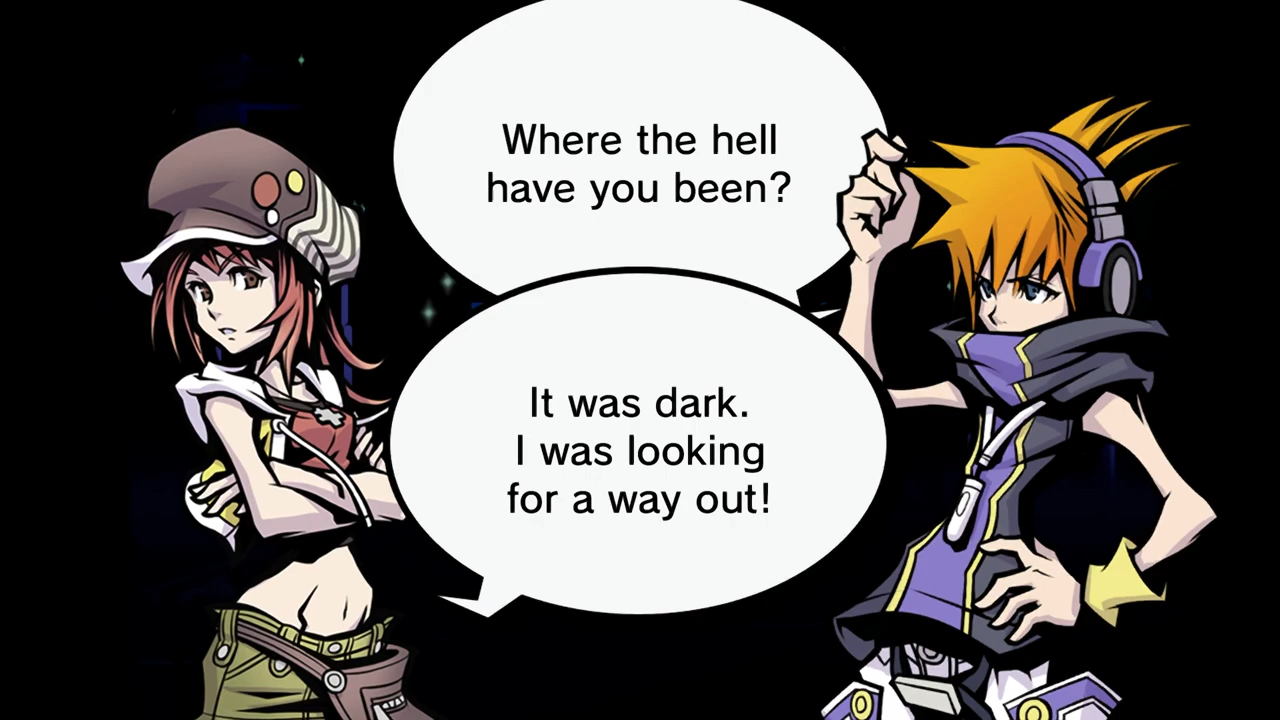 Where the hell
have you been?
It was dark.
I was looking
for a way out!